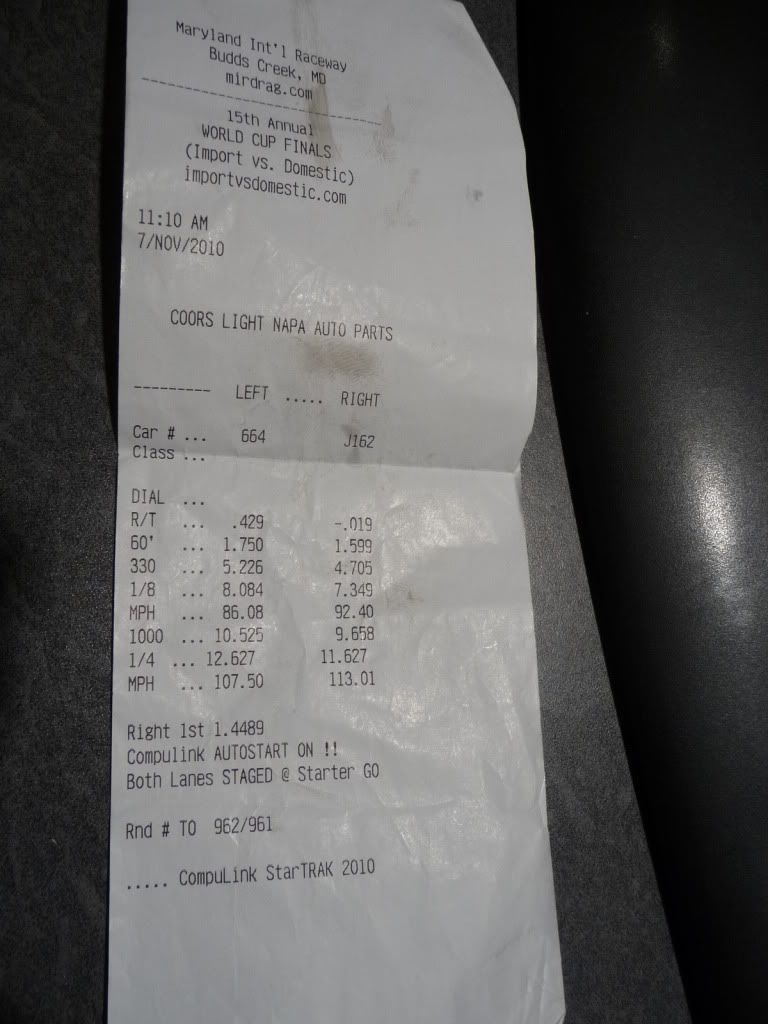 Maryland Int'l Raceway
Budds Creek, MD
mirdrag.com
-----------------------------
15th Annual
WORLD CUP FINALS
(Import vs. Domestic)
importvsdomestic.com
11:10 AM
7/NOV/2010
COORS LIGHT NAPA AUTO PARTS
--------- LEFT ..... RIGHT
Car # ... 664 J162
Class ...
DIAL ...
R/T ... .429 -.019
60' ... 1.750 1.599
330 ... 5.226 4.705
1/8 ... 8.084 7.349
MPH ... 86.08 92.40
1000 ... 10.525 9.658
1/4 ... 12.627 11.627
MPH ... 107.50 113.01
Right 1st 1.4489
Compulink AUTOSTART ON !!
Both Lanes STAGED @ Starter GO
Rnd # TO 962/961
..... CompuLink StarTRAK 2010